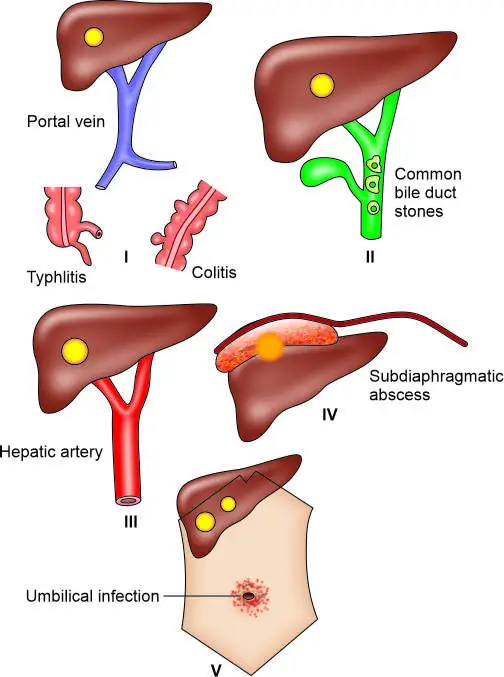 Portal vein
Typhlitis
I
Colitis
Common
bile duct
stones
II
Hepatic artery
III
Subdiaphragmatic
abscess
IV
Umbilical infection
V